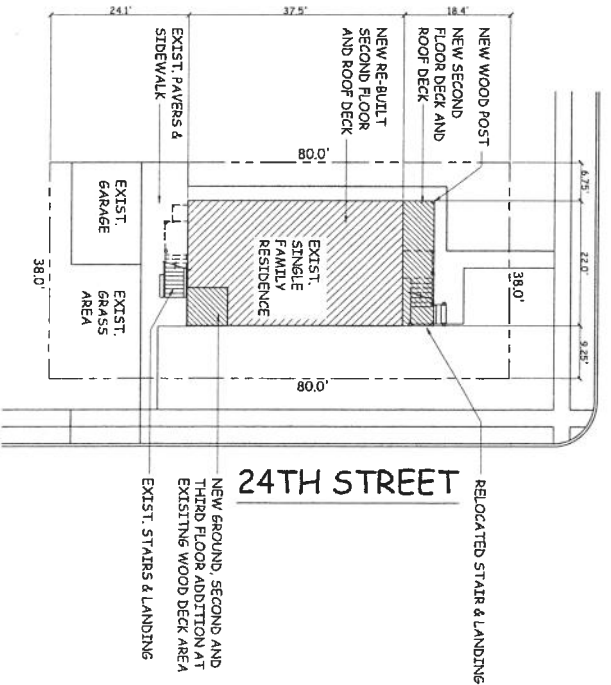 24.1'
37.5'
18.4'
NEW WOOD POST
NEW SECOND
FLOOR DECK AND
ROOF DECK
NEW RE-BUILT
SECOND FLOOR
AND ROOF DECK
EXIST. PAVERS &
SIDEWALK
80.0'
6.75'
22.0'
9.25'
38.0'
EXIST.
GARAGE
EXIST.
SINGLE
FAMILY
RESIDENCE
EXIST.
GRASS
AREA
38.0'
80.0'
24TH STREET
RELOCATED STAIR & LANDING
NEW GROUND, SECOND AND
THIRD FLOOR ADDITION AT
EXISITNG WOOD DECK AREA
EXIST. STAIRS & LANDING